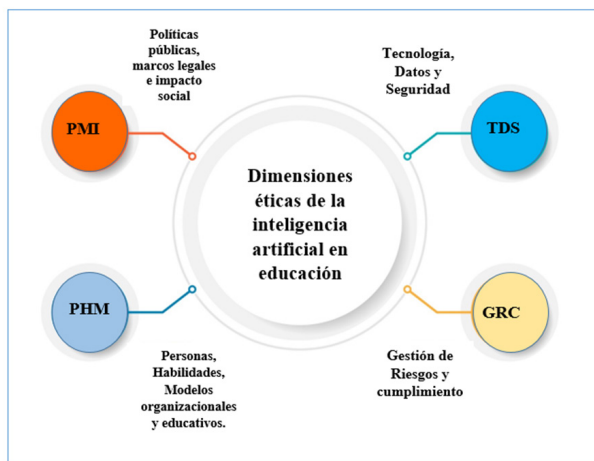 Políticas
públicas,
marcos legales
e impacto
social
PMI
Tecnología,
Datos y
Seguridad
TDS
Dimensiones
éticas de la
inteligencia
artificial en
educación
PHM
Personas,
Habilidades,
Modelos
organizacionales
y educativos.
GRC
Gestión de
Riesgos y
cumplimiento